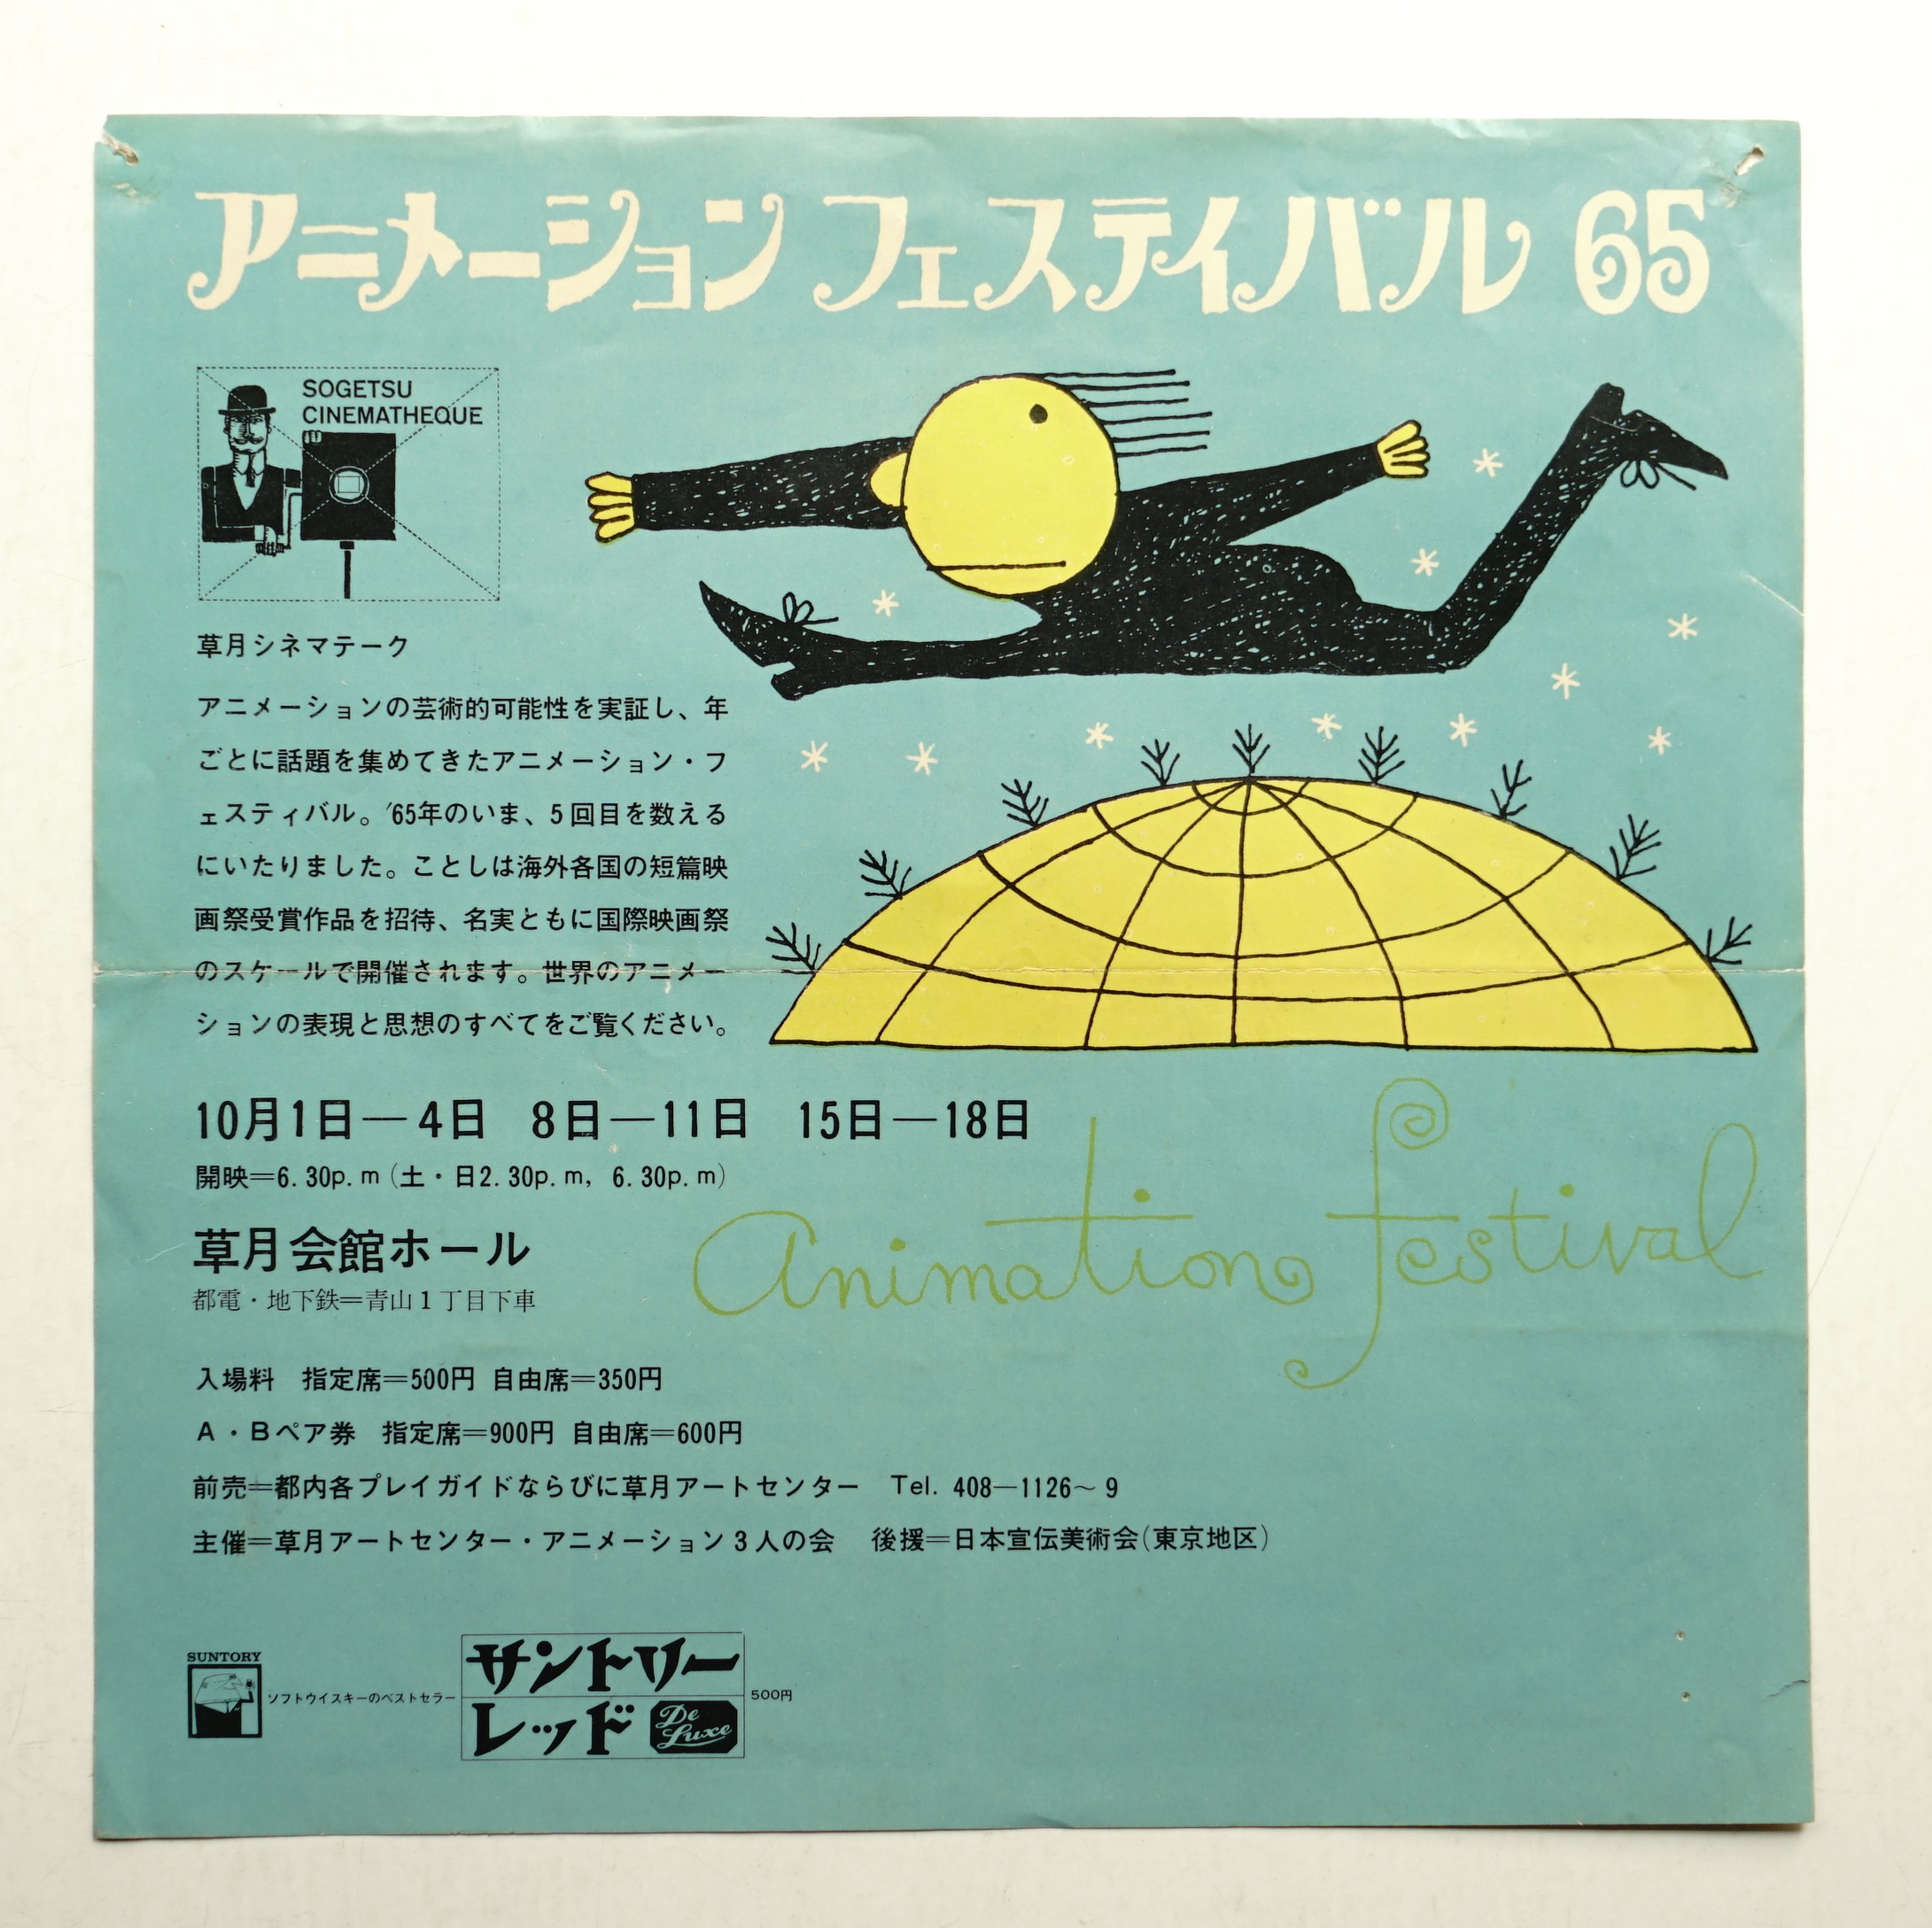 アニメーション フェスティバル 65
SOGETSU
CINEMATHEQUE
草月シネマテーク
アニメーションの芸術的可能性を実証し、年
ごとに話題を集めてきたアニメーション・フ
ェスティバル。'65年のいま、5回目を数える
にいたりました。ことしは海外各国の短篇映
画祭受賞作品を招待、名実ともに国際映画祭
のスケールで開催されます。世界のアニメー
ションの表現と思想のすべてをご覧ください。
10月1日—4日 8日—11日 15日—18日
開映=6.30p.m(土・日2.30p.m, 6.30p.m)
animation festival
草月会館ホール
都電・地下鉄=青山1丁目下車
入場料 指定席=500円 自由席=350円
A・Bペア券 指定席=900円 自由席=600円
前売=都内各プレイガイドならびに草月アートセンター Tel. 408—1126~9
主催=草月アートセンター・アニメーション3人の会 後援=日本宣伝美術会(東京地区)
SUNTORY
ソフトウイスキーのベストセラー
サントリー
レッド De Luxe
500円